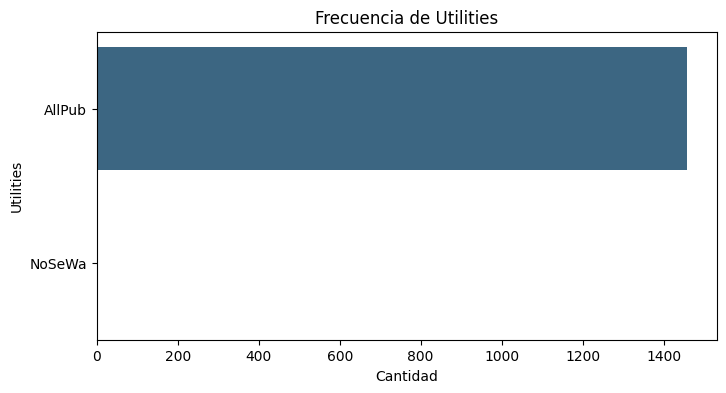 Frecuencia de Utilities
Utilities
AllPub
NoSeWa
0 200 400 600 800 1000 1200 1400
Cantidad